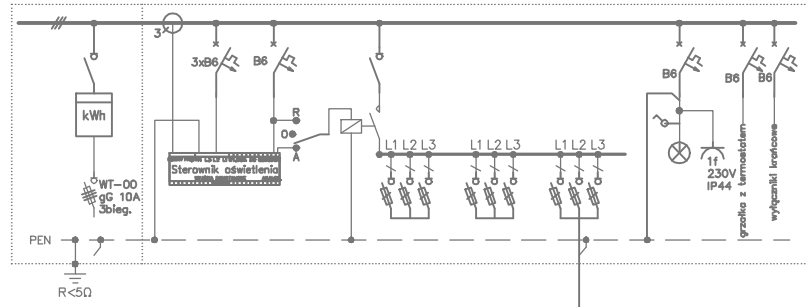 3
3xB6
B6
kWh
R
0
A
Sterownik oświetlenia
WT-00
gG 10A
3bieg.
L1 L2 L3
L1 L2 L3
L1 L2 L3
B6
B6
B6
1f
230V
IP44
grzałka z termostatem
wyłączniki krańcowe
PEN
R<5Ω